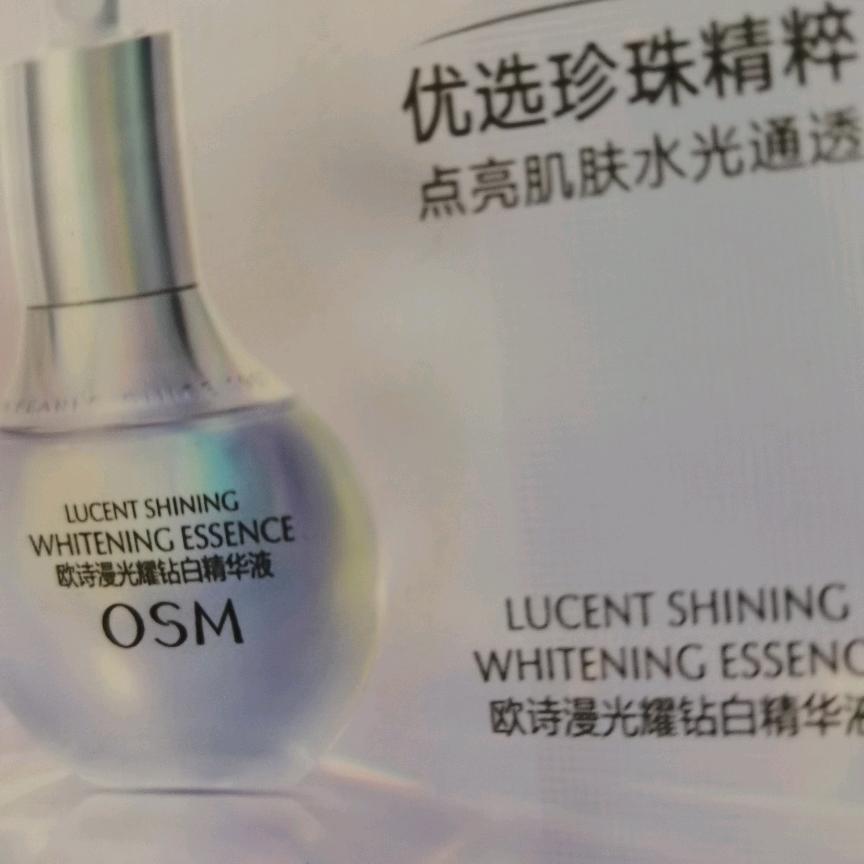 优选珍珠精粹
点亮肌肤水光通透
LUCENT SHINING
WHITENING ESSENCE
欧诗漫光耀钻白精华液
OSM
LUCENT SHINING
WHITENING ESSENC
欧诗漫光耀钻白精华液